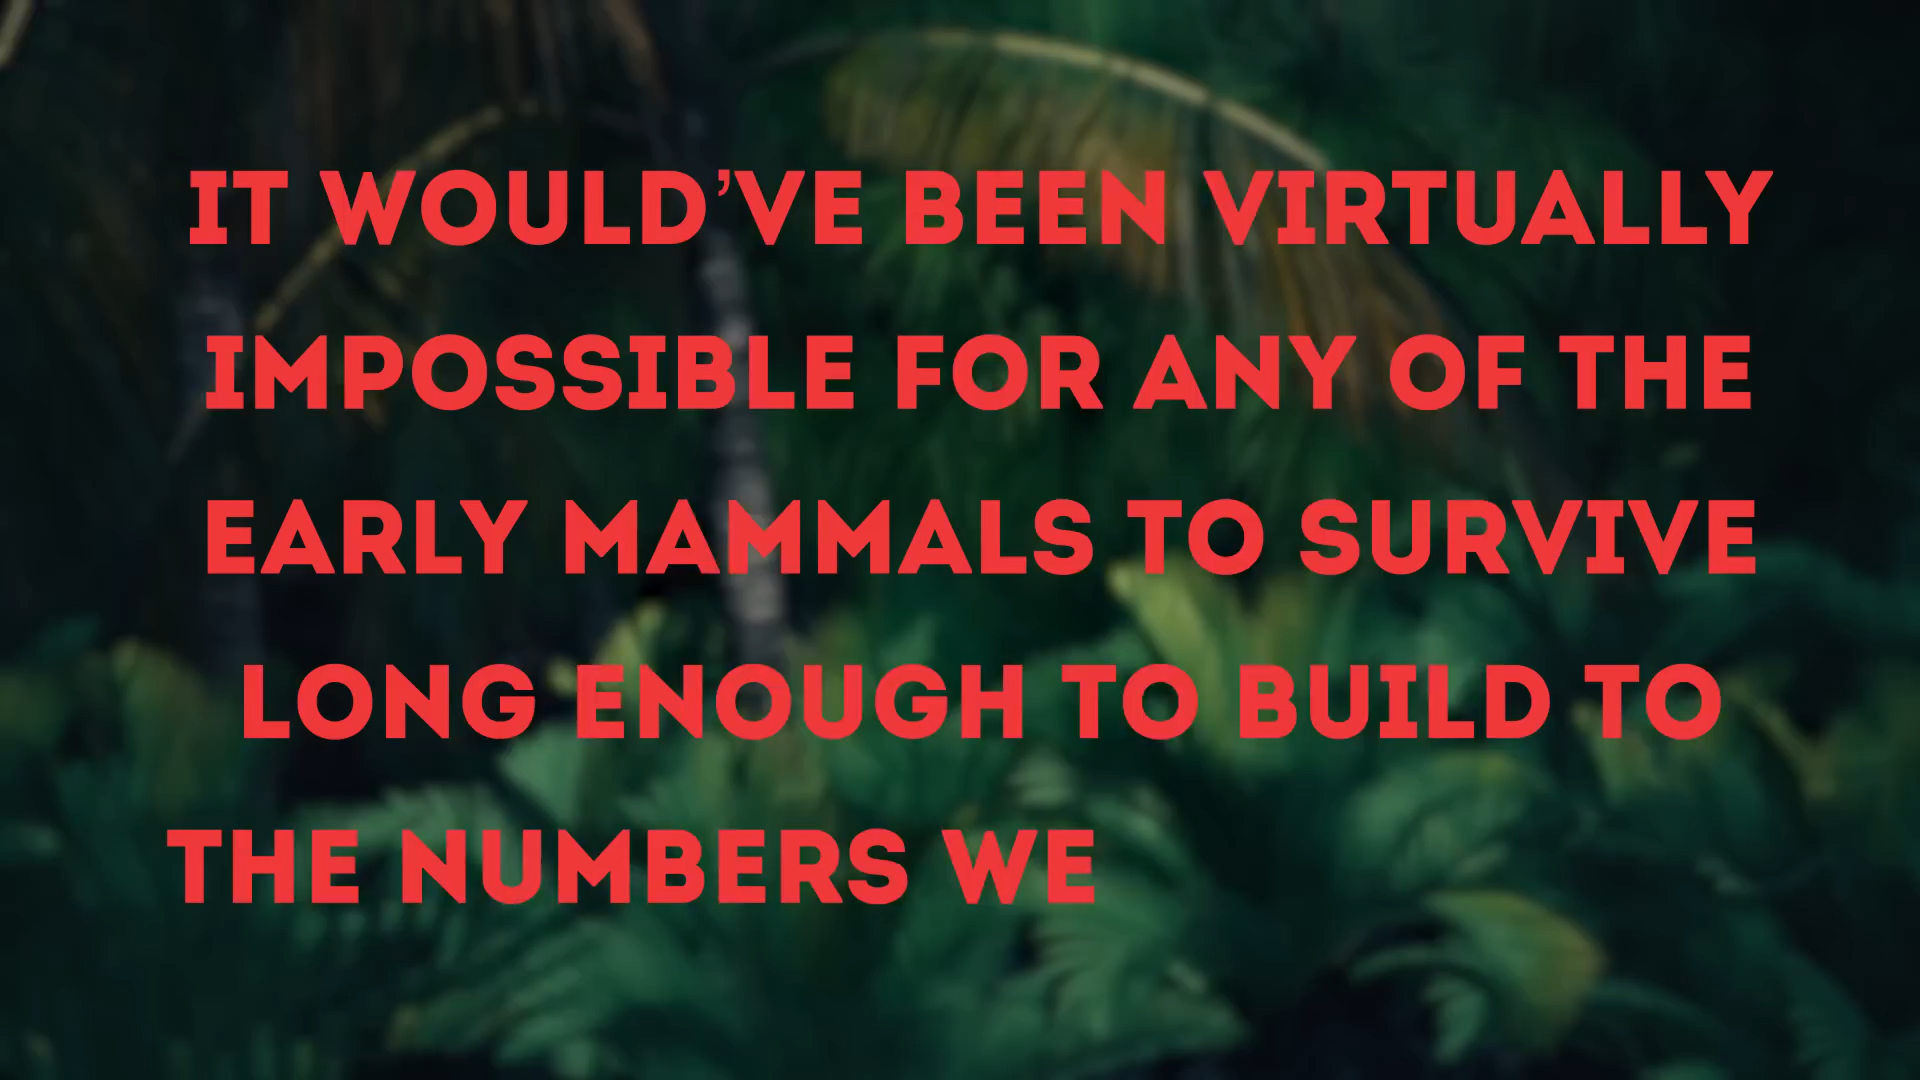 IT WOULD’VE BEEN VIRTUALLY
IMPOSSIBLE FOR ANY OF THE
EARLY MAMMALS TO SURVIVE
LONG ENOUGH TO BUILD TO
THE NUMBERS WE